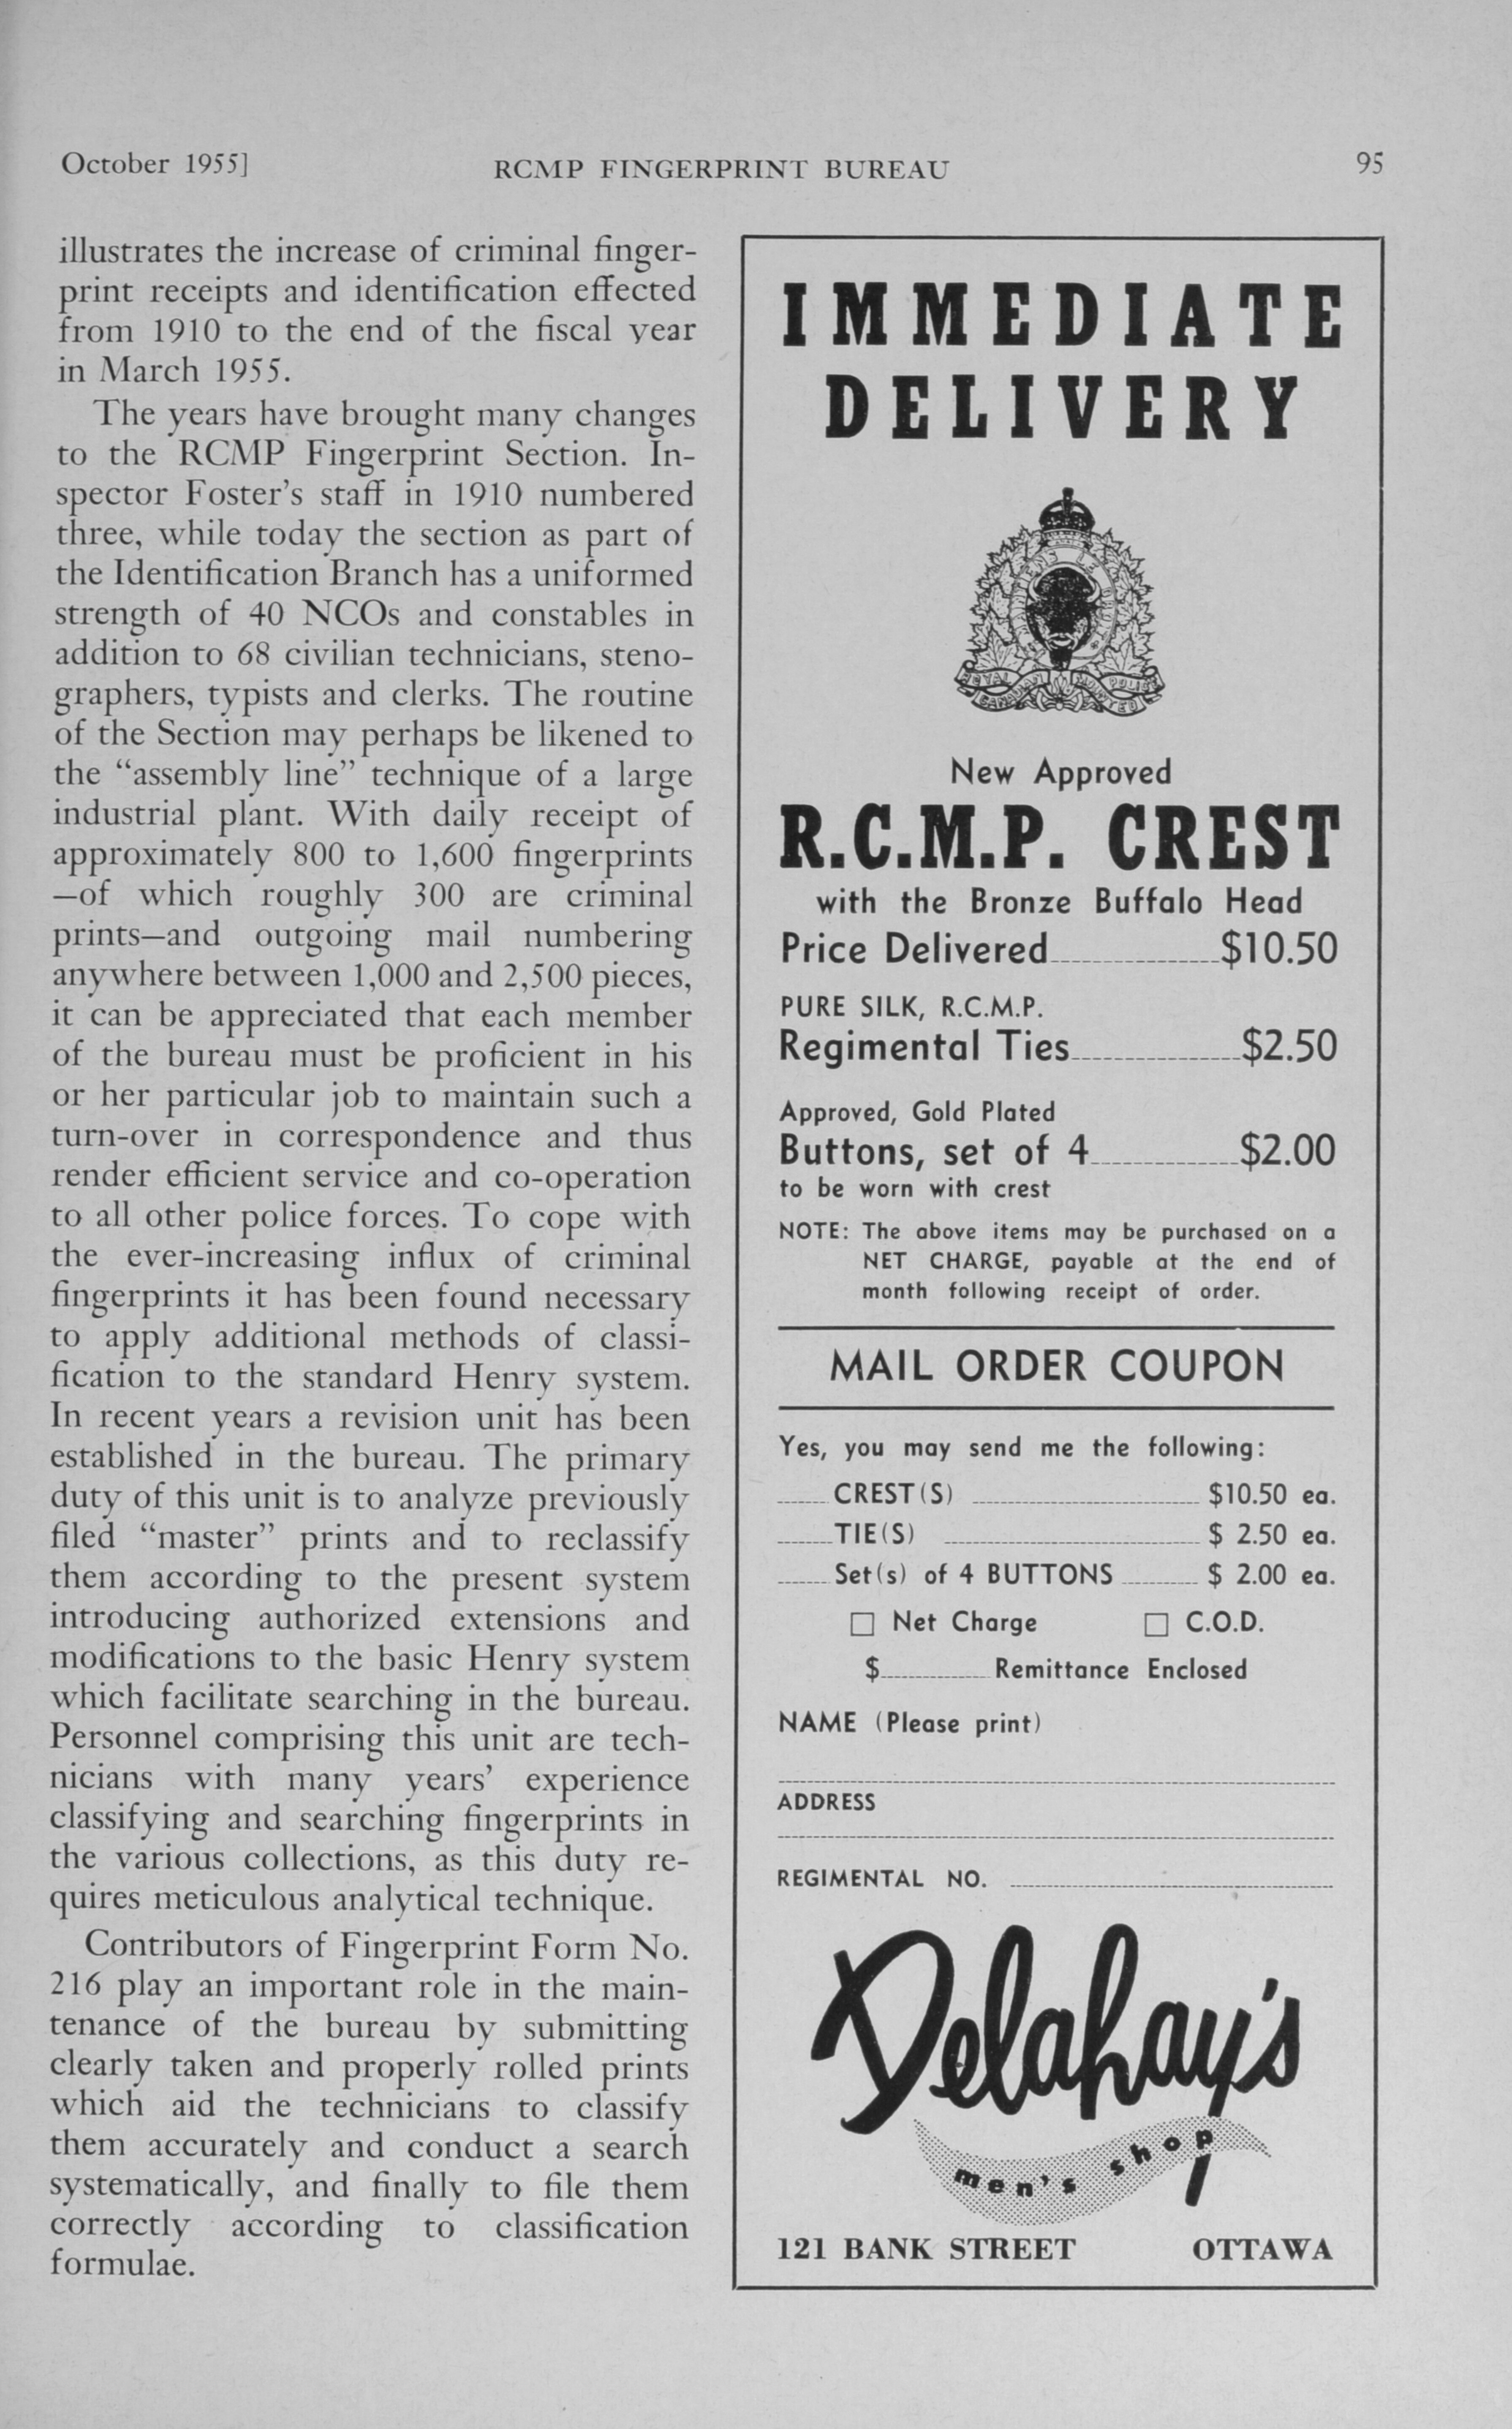 October 1955]
RCMP FINGERPRINT BUREAU
95
illustrates the increase of criminal finger-
print receipts and identification effected
from 1910 to the end of the fiscal year
in March 1955.
The years have brought many changes
to the RCMP Fingerprint Section. In-
spector Foster's staff in 1910 numbered
three, while today the section as part of
the Identification Branch has a uniformed
strength of 40 NCOs and constables in
addition to 68 civilian technicians, steno-
graphers, typists and clerks. The routine
of the Section may perhaps be likened to
the “assembly line” technique of a large
industrial plant. With daily receipt of
approximately 800 to 1,600 fingerprints
—of which roughly 300 are criminal
prints—and outgoing mail numbering
anywhere between 1,000 and 2,500 pieces,
it can be appreciated that each member
of the bureau must be proficient in his
or her particular job to maintain such a
turn-over in correspondence and thus
render efficient service and co-operation
to all other police forces. To cope with
the ever-increasing influx of criminal
fingerprints it has been found necessary
to apply additional methods of classi-
fication to the standard Henry system.
In recent years a revision unit has been
established in the bureau. The primary
duty of this unit is to analyze previously
filed “master” prints and to reclassify
them according to the present system
introducing authorized extensions and
modifications to the basic Henry system
which facilitate searching in the bureau.
Personnel comprising this unit are tech-
nicians with many years' experience
classifying and searching fingerprints in
the various collections, as this duty re-
quires meticulous analytical technique.
Contributors of Fingerprint Form No.
216 play an important role in the main-
tenance of the bureau by submitting
clearly taken and properly rolled prints
which aid the technicians to classify
them accurately and conduct a search
systematically, and finally to file them
correctly according to classification
formulae.
IMMEDIATE
DELIVERY
ROYAL CANADIAN MOUNTED POLICE
New Approved
R.C.M.P. CREST
with the Bronze Buffalo Head
Price Delivered $10.50
PURE SILK, R.C.M.P.
Regimental Ties $2.50
Approved, Gold Plated
Buttons, set of 4 $2.00
to be worn with crest
NOTE: The above items may be purchased on a
NET CHARGE, payable at the end of
month following receipt of order.
MAIL ORDER COUPON
Yes, you may send me the following:
CREST(S) $10.50 ea.
TIE(S) $ 2.50 ea.
Set(s) of 4 BUTTONS $ 2.00 ea.
□ Net Charge □ C.O.D.
$ Remittance Enclosed
NAME (Please print)
ADDRESS
REGIMENTAL NO.
Delahay's
men's shop
121 BANK STREET OTTAWA